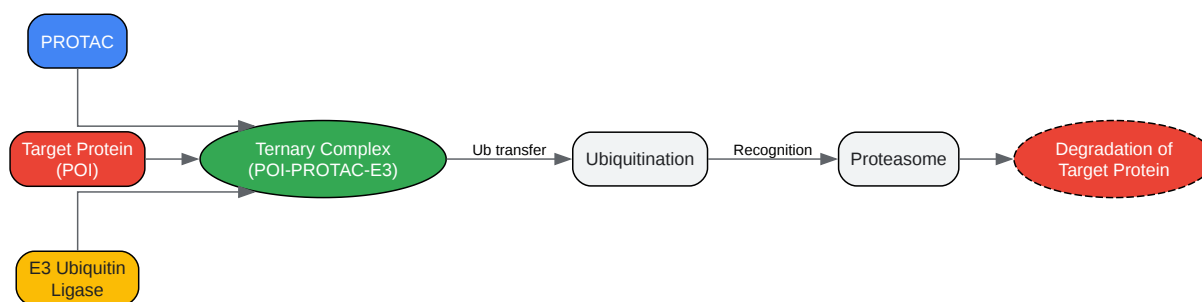 PROTAC
Target Protein
(POI)
E3 Ubiquitin
Ligase
Ternary Complex
(POI-PROTAC-E3)
Ub transfer
Ubiquitination
Recognition
Proteasome
Degradation of
Target Protein